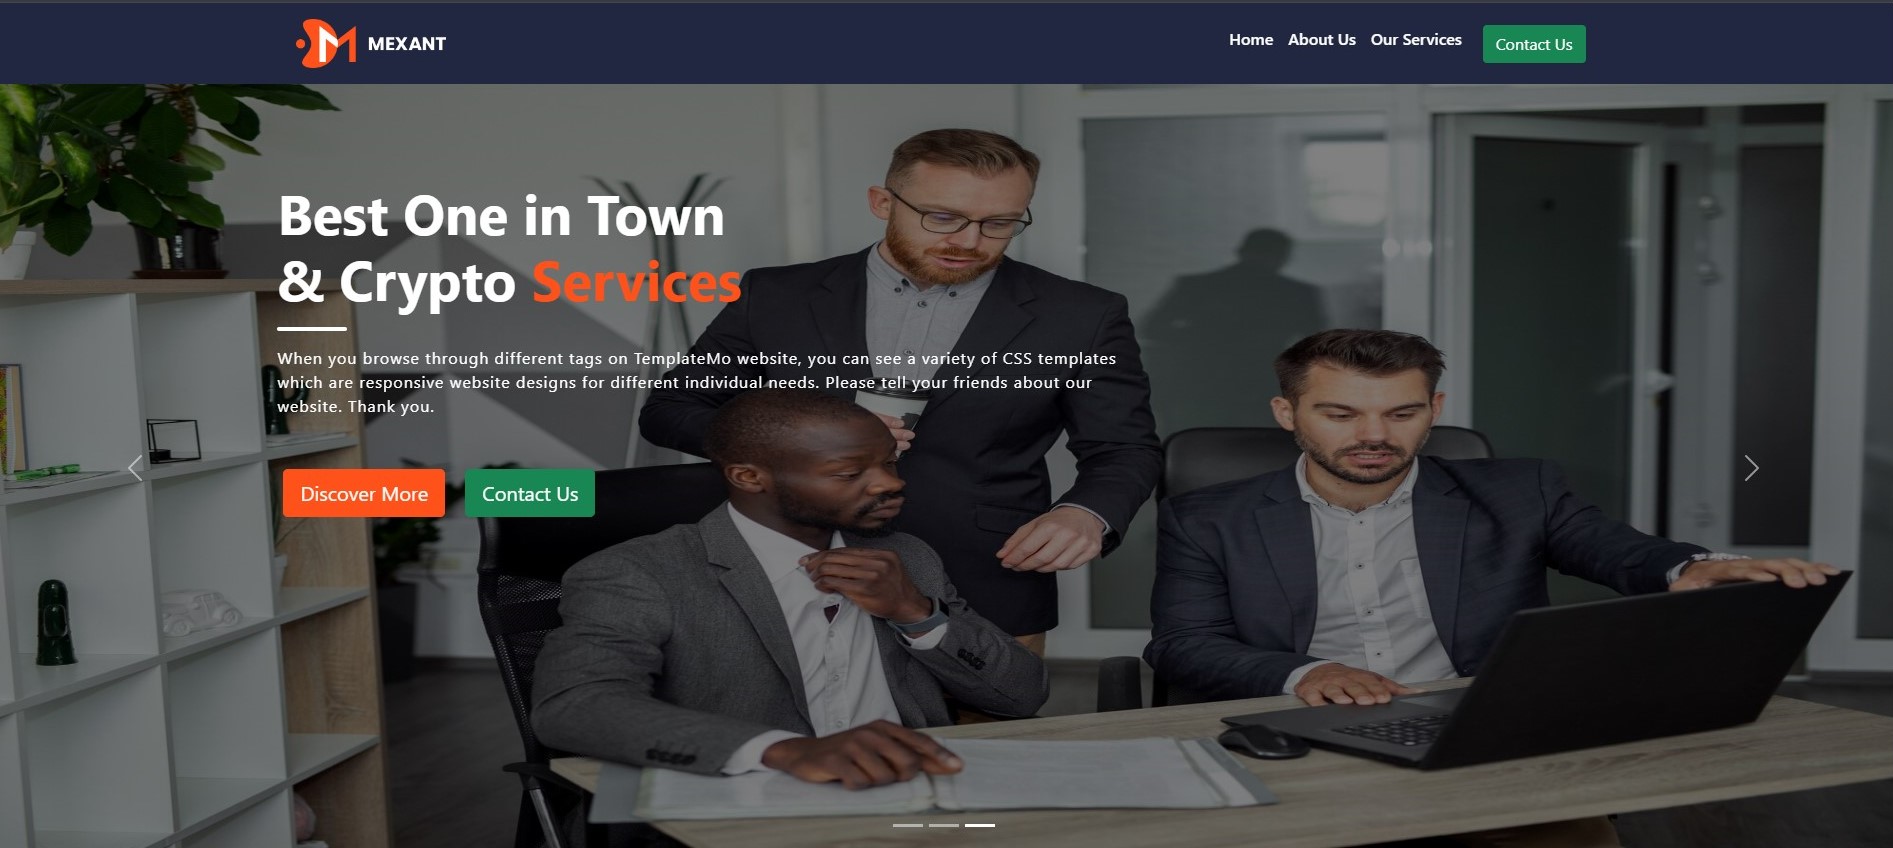 MEXANT
Home About Us Our Services Contact Us
Best One in Town
& Crypto Services
When you browse through different tags on TemplateMo website, you can see a variety of CSS templates
which are responsive website designs for different individual needs. Please tell your friends about our
website. Thank you.
Discover More Contact Us